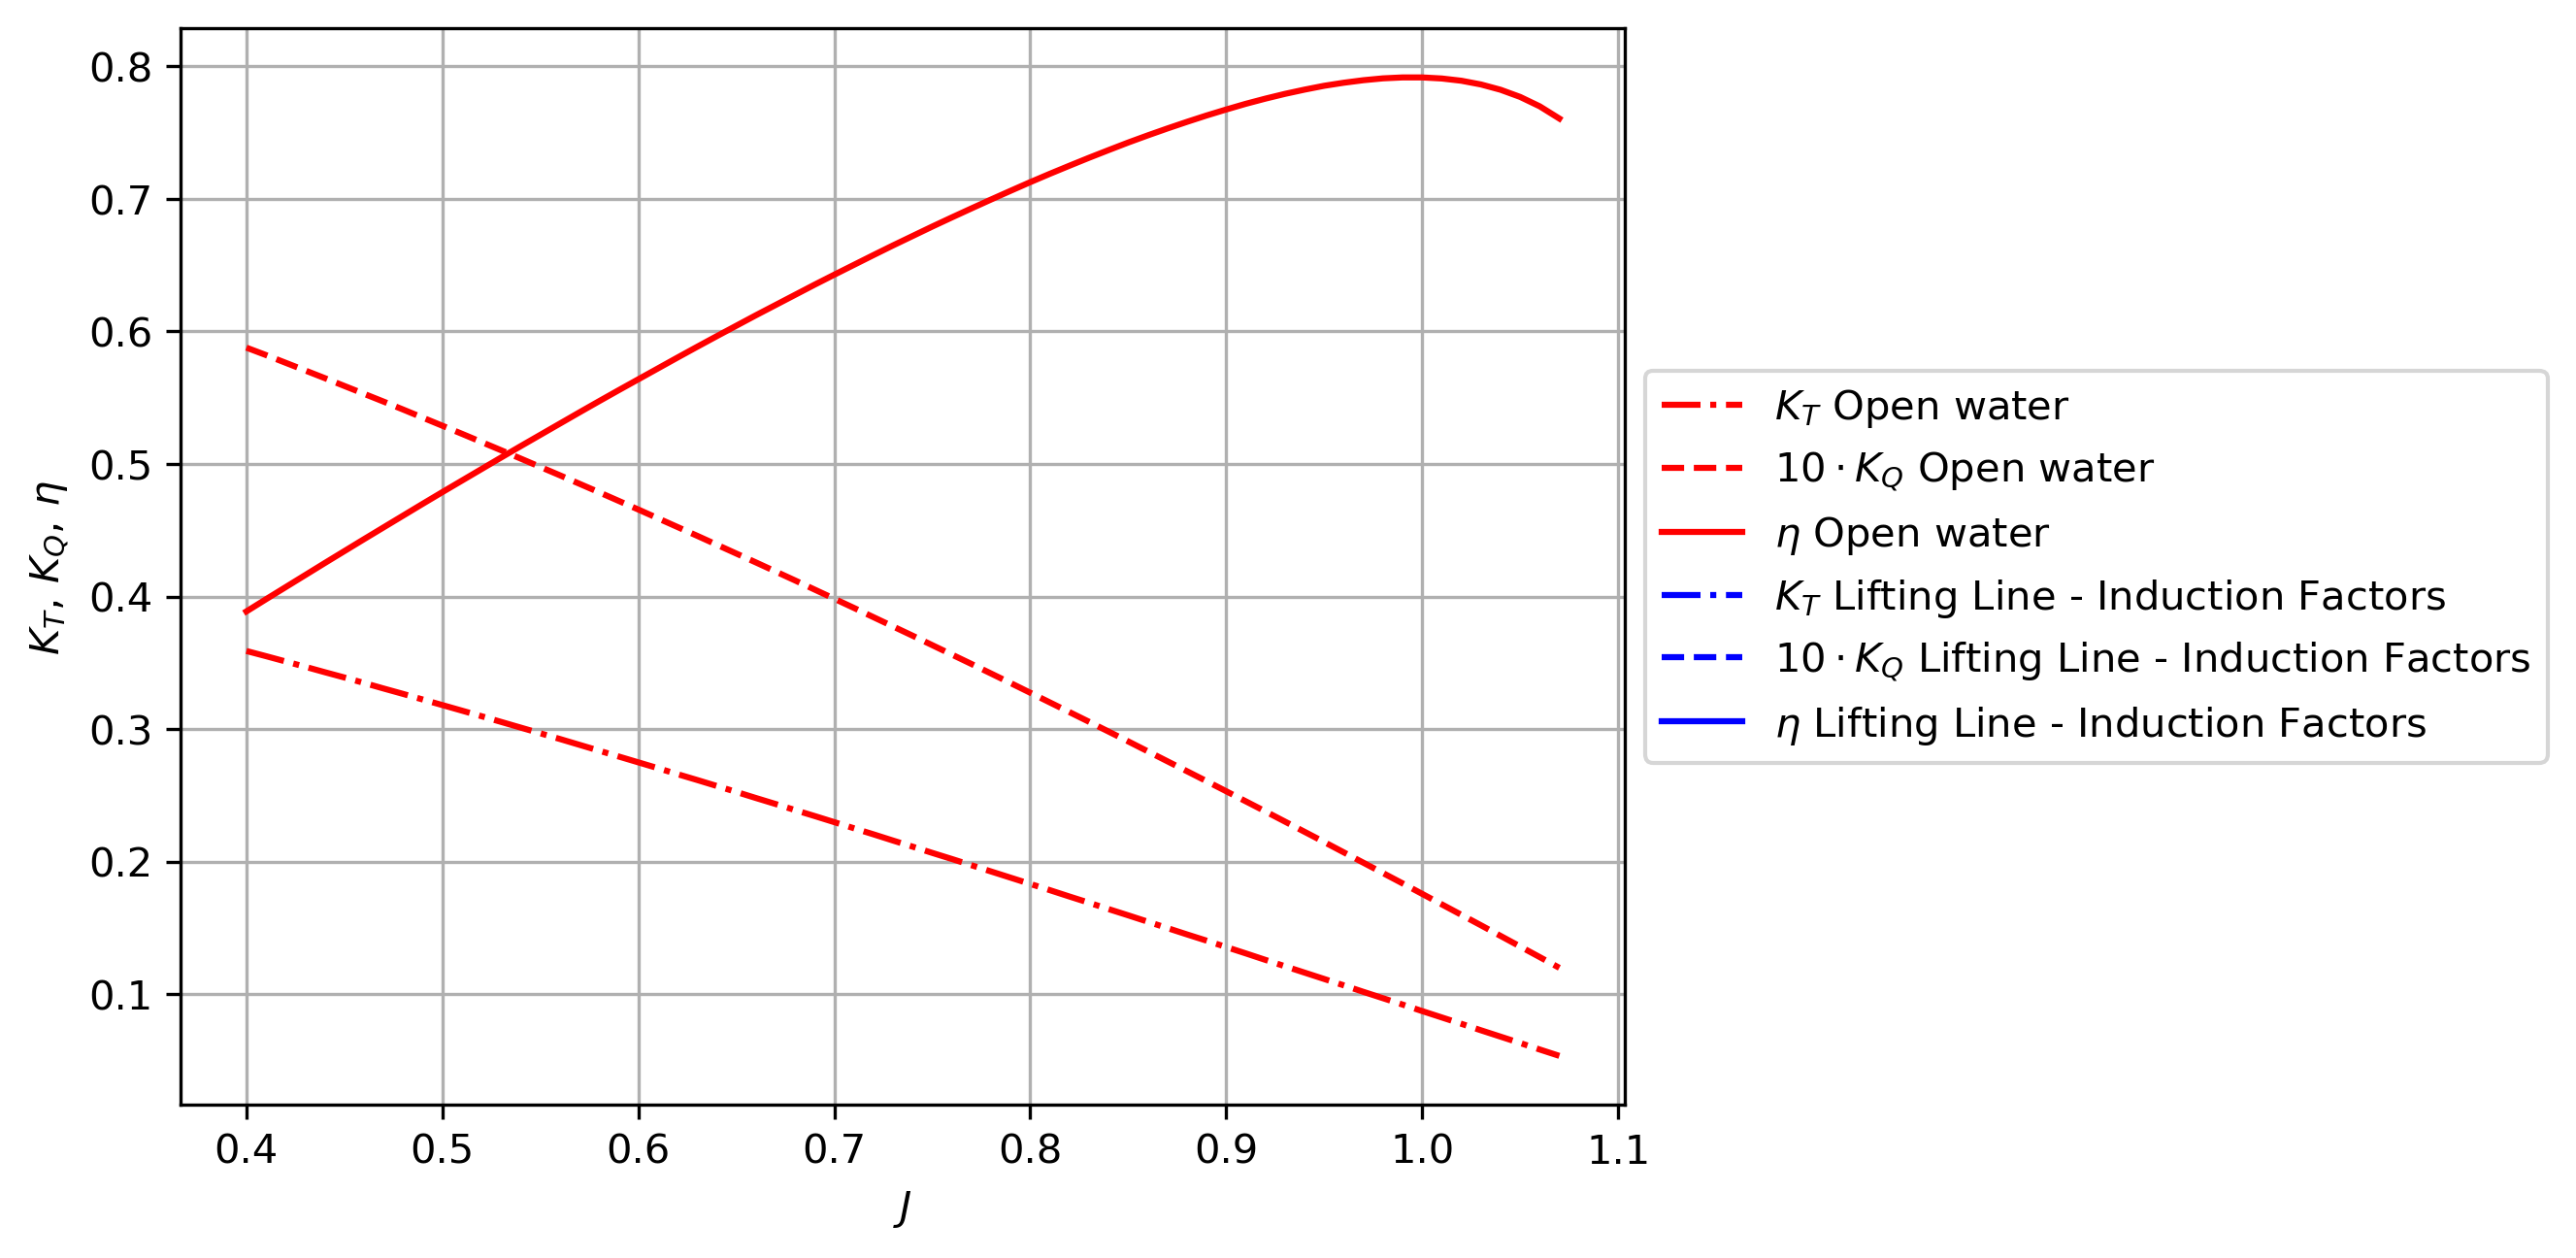 0.8
0.7
0.6
0.5
0.4
0.3
0.2
0.1
K_T, K_Q, η
0.4 0.5 0.6 0.7 0.8 0.9 1.0 1.1
J
K_T Open water
10 · K_Q Open water
η Open water
K_T Lifting Line - Induction Factors
10 · K_Q Lifting Line - Induction Factors
η Lifting Line - Induction Factors